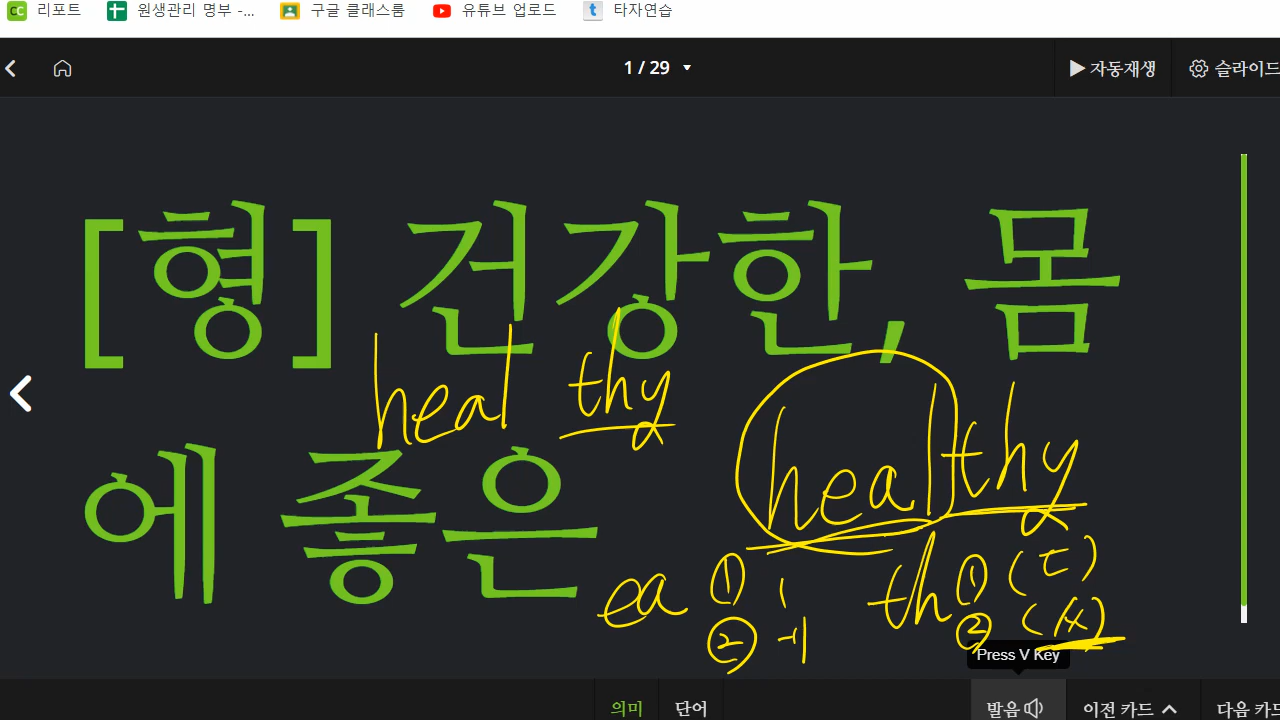 리포트 원생관리 명부 -... 구글 클래스룸 유튜브 업로드 타자연습
1 / 29 자동재생 슬라이드
[형] 건강한, 몸
heal thy
에 좋은
healthy
ea ① ㅣ th ① (ㄷ)
② ㅓ ② (ㅆ)
Press V Key
의미 단어 발음 이전 카드 다음 카드